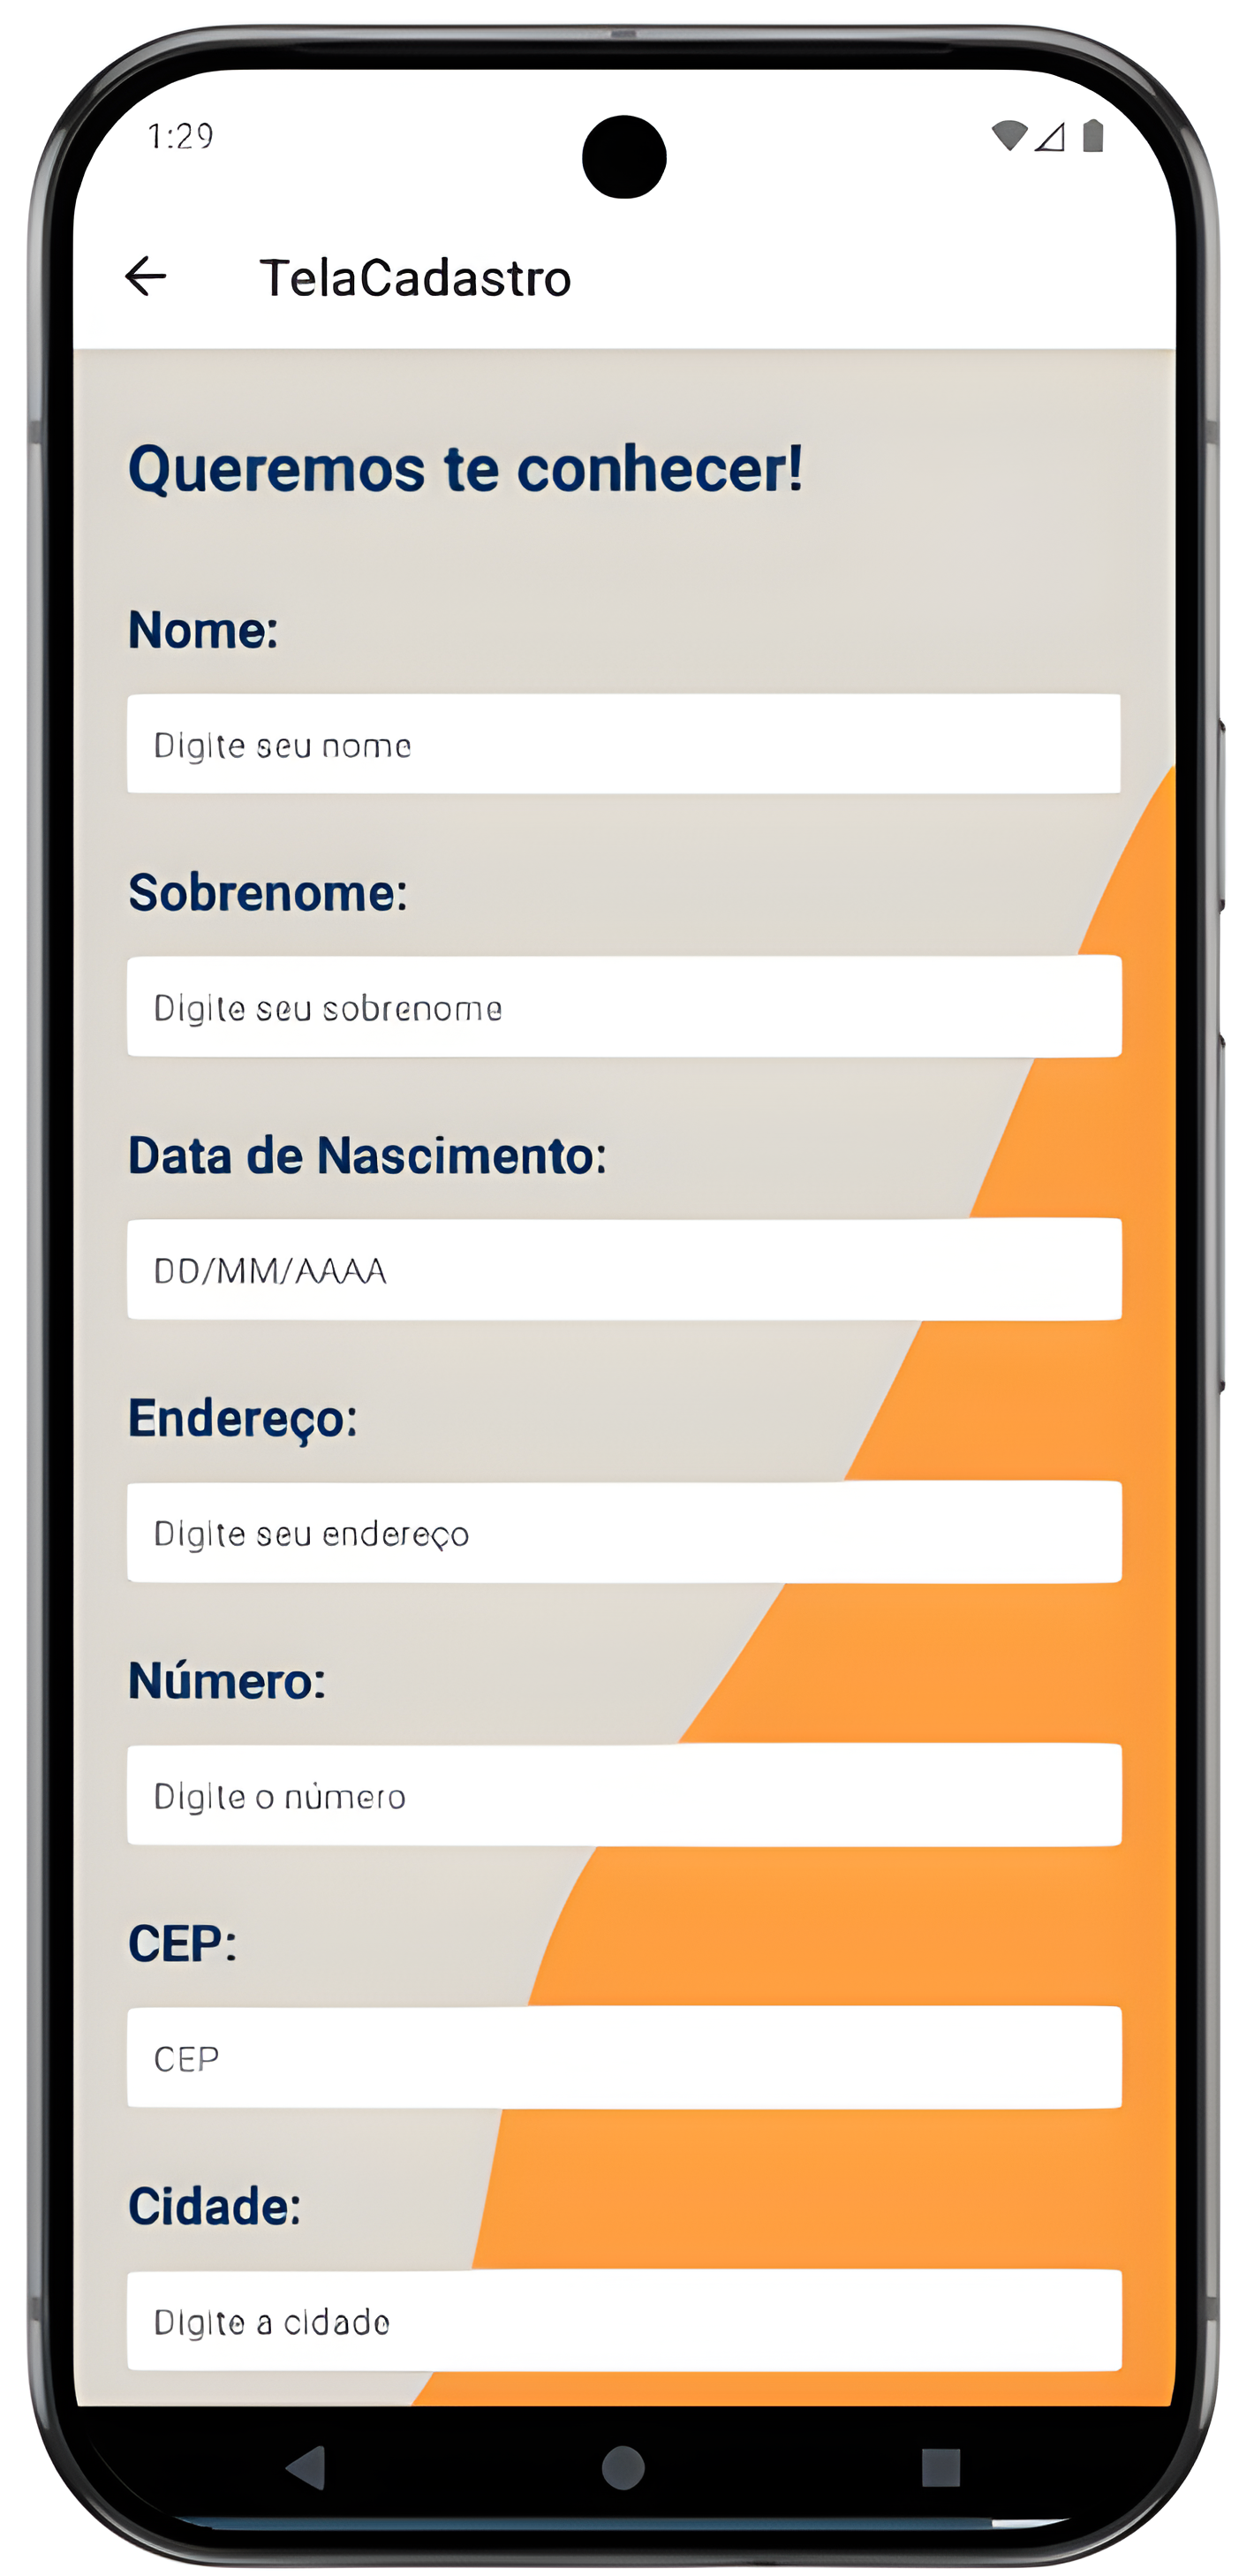 1:29
TelaCadastro
Queremos te conhecer!
Nome:
Digite seu nome
Sobrenome:
Digite seu sobrenome
Data de Nascimento:
DD/MM/AAAA
Endereço:
Digite seu endereço
Número:
Digite o número
CEP:
CEP
Cidade:
Digite a cidade